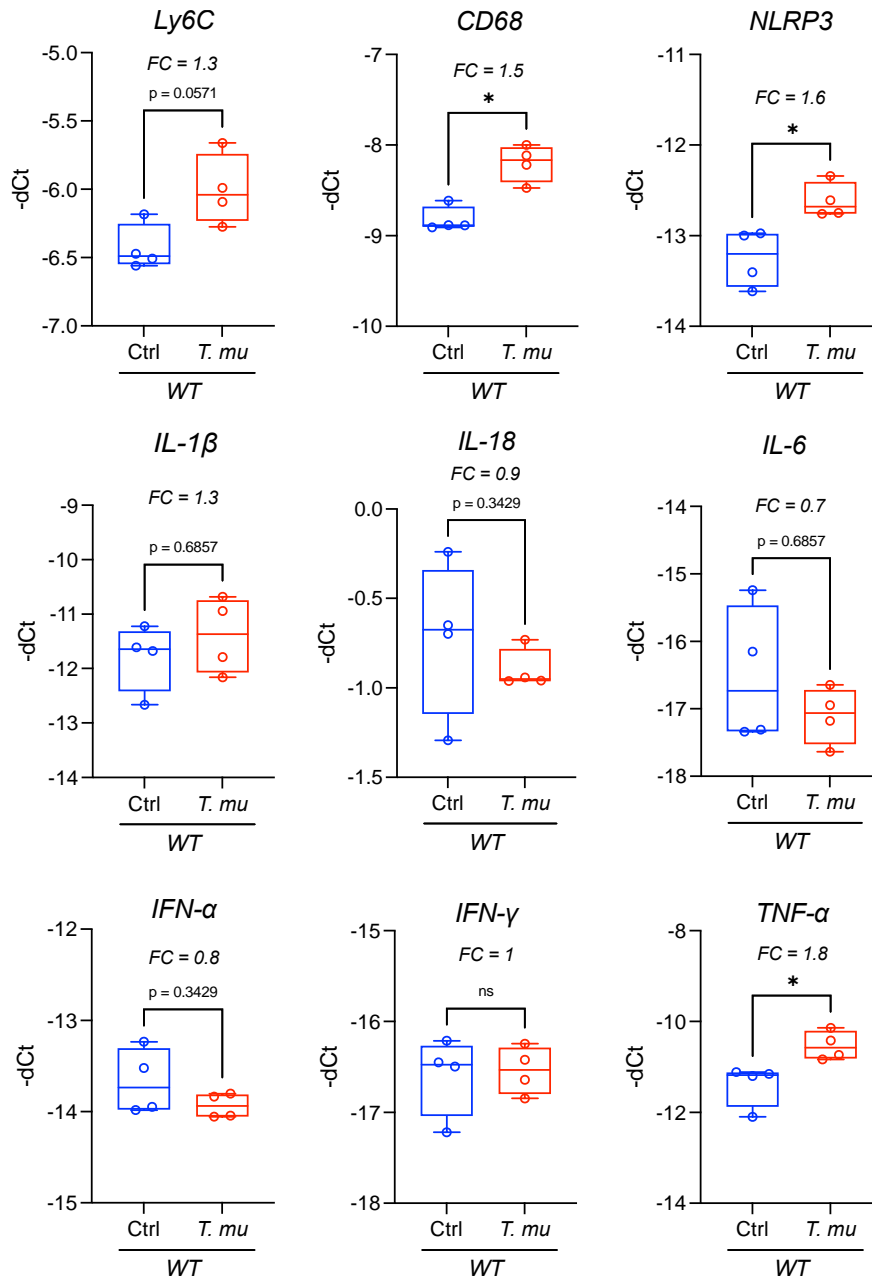 Ly6C
FC = 1.3
p = 0.0571
-dCt
-5.0
-5.5
-6.0
-6.5
-7.0
Ctrl T. mu
WT
CD68
FC = 1.5
*
-dCt
-7
-8
-9
-10
Ctrl T. mu
WT
NLRP3
FC = 1.6
*
-dCt
-11
-12
-13
-14
Ctrl T. mu
WT
IL-1β
FC = 1.3
p = 0.6857
-dCt
-9
-10
-11
-12
-13
-14
Ctrl T. mu
WT
IL-18
FC = 0.9
p = 0.3429
-dCt
0.0
-0.5
-1.0
-1.5
Ctrl T. mu
WT
IL-6
FC = 0.7
p = 0.6857
-dCt
-14
-15
-16
-17
-18
Ctrl T. mu
WT
IFN-α
FC = 0.8
p = 0.3429
-dCt
-12
-13
-14
-15
Ctrl T. mu
WT
IFN-γ
FC = 1
ns
-dCt
-15
-16
-17
-18
Ctrl T. mu
WT
TNF-α
FC = 1.8
*
-dCt
-8
-10
-12
-14
Ctrl T. mu
WT